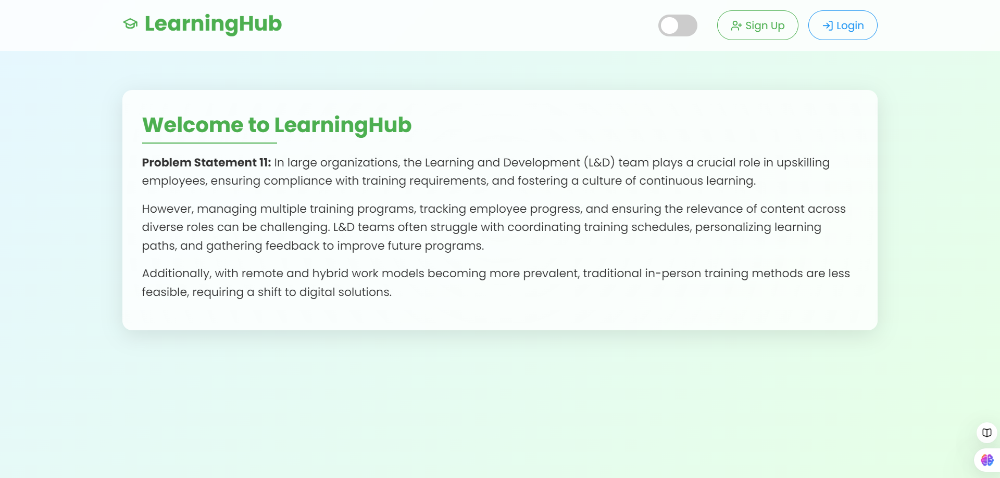 LearningHub
Sign Up
Login
Welcome to LearningHub
Problem Statement 11: In large organizations, the Learning and Development (L&D) team plays a crucial role in upskilling
employees, ensuring compliance with training requirements, and fostering a culture of continuous learning.
However, managing multiple training programs, tracking employee progress, and ensuring the relevance of content across
diverse roles can be challenging. L&D teams often struggle with coordinating training schedules, personalizing learning
paths, and gathering feedback to improve future programs.
Additionally, with remote and hybrid work models becoming more prevalent, traditional in-person training methods are less
feasible, requiring a shift to digital solutions.